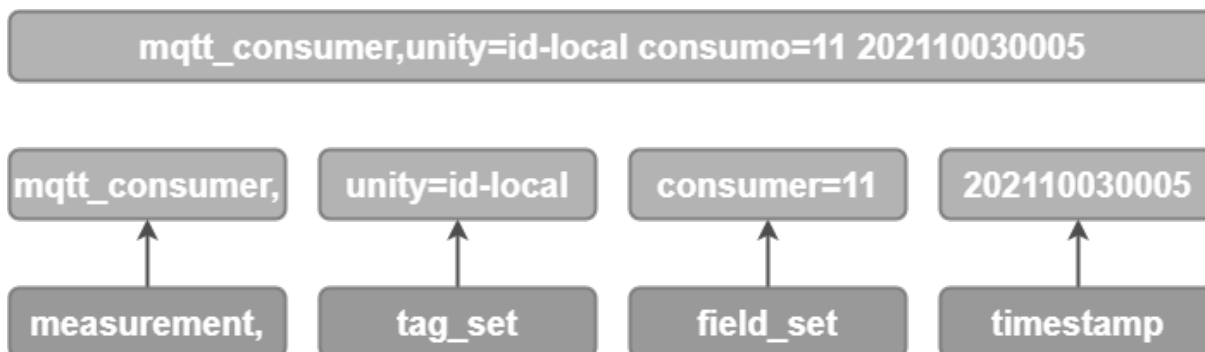 mqtt_consumer,unity=id-local consumo=11 202110030005
mqtt_consumer, unity=id-local consumer=11 202110030005
measurement, tag_set field_set timestamp